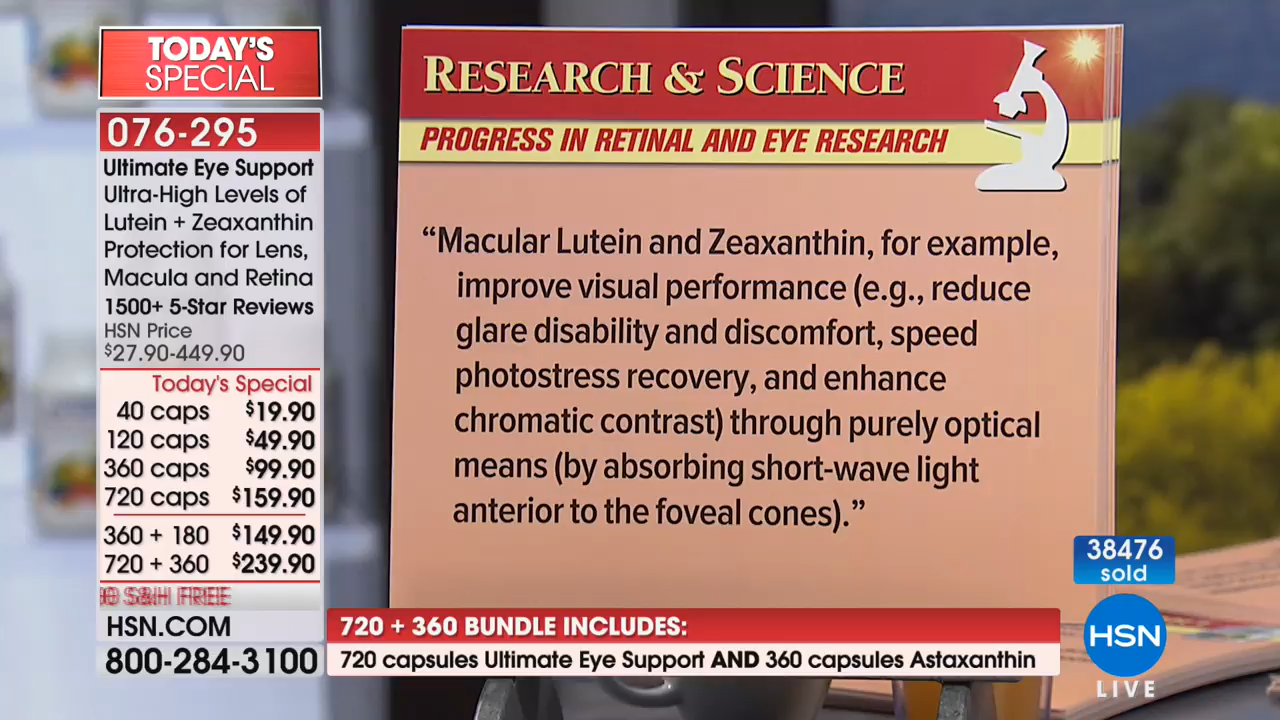 TODAY'S
SPECIAL
076-295
Ultimate Eye Support
Ultra-High Levels of
Lutein + Zeaxanthin
Protection for Lens,
Macula and Retina
1500+ 5-Star Reviews
HSN Price
$27.90-449.90
Today's Special
40 caps $19.90
120 caps $49.90
360 caps $99.90
720 caps $159.90
360 + 180 $149.90
720 + 360 $239.90
S&H FREE
HSN.COM
800-284-3100
RESEARCH & SCIENCE
PROGRESS IN RETINAL AND EYE RESEARCH
“Macular Lutein and Zeaxanthin, for example,
improve visual performance (e.g., reduce
glare disability and discomfort, speed
photostress recovery, and enhance
chromatic contrast) through purely optical
means (by absorbing short-wave light
anterior to the foveal cones).”
38476
sold
720 + 360 BUNDLE INCLUDES:
720 capsules Ultimate Eye Support AND 360 capsules Astaxanthin
HSN
LIVE